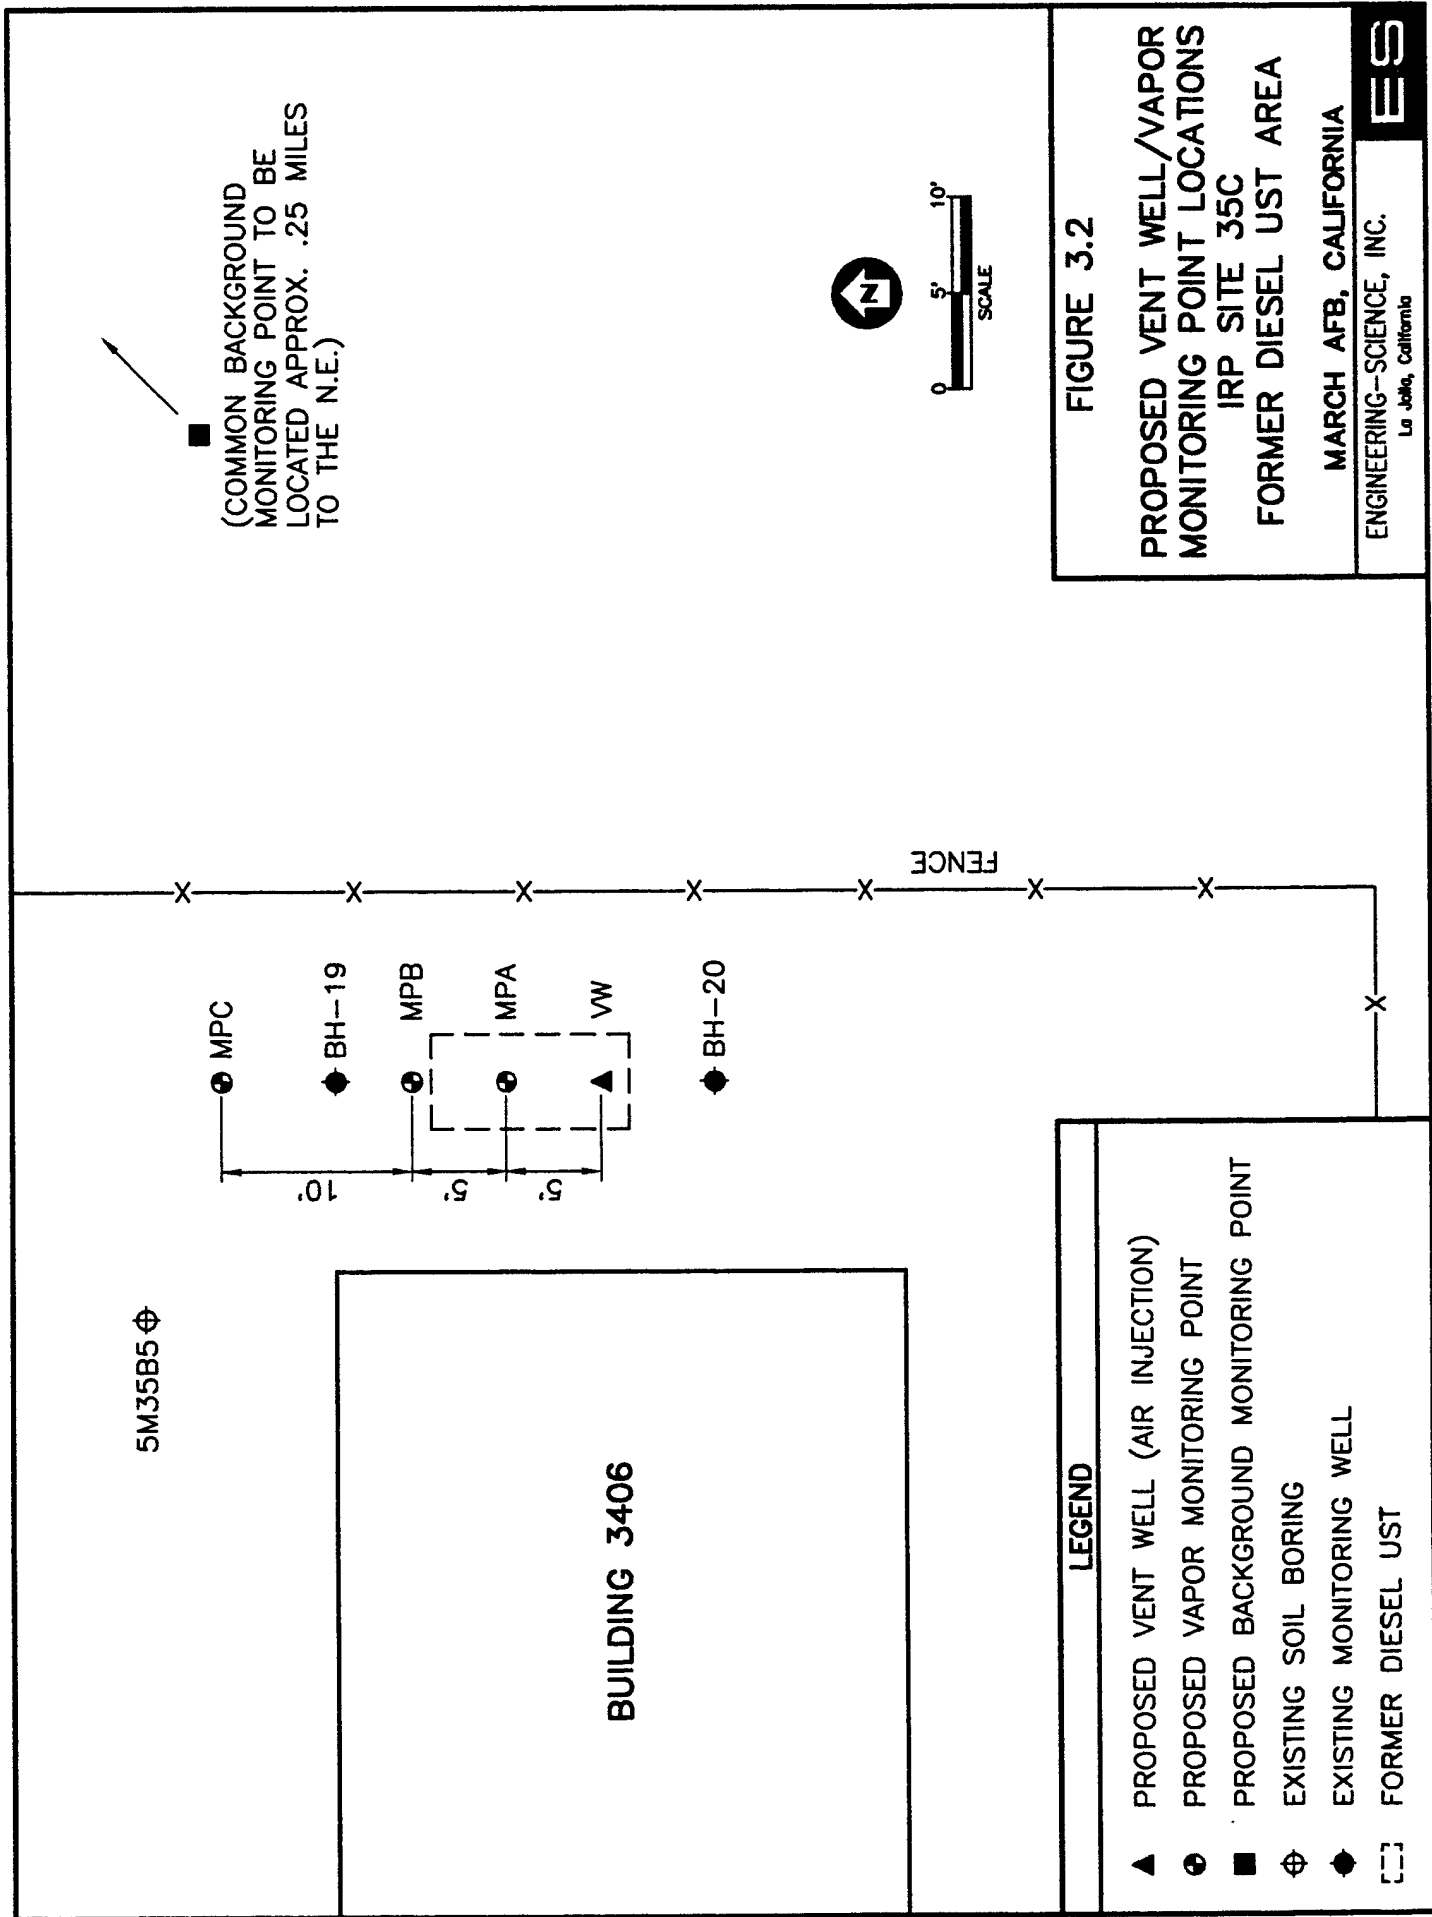 5M35B5
(COMMON BACKGROUND
MONITORING POINT TO BE
LOCATED APPROX. .25 MILES
TO THE N.E.)
MPC
BH-19
MPB
MPA
VW
BH-20
10'
5'
5'
FENCE
BUILDING 3406
N
0 5' 10'
SCALE
X
X
X
X
X
X
X
X
LEGEND
PROPOSED VENT WELL (AIR INJECTION)
PROPOSED VAPOR MONITORING POINT
PROPOSED BACKGROUND MONITORING POINT
EXISTING SOIL BORING
EXISTING MONITORING WELL
FORMER DIESEL UST
FIGURE 3.2
PROPOSED VENT WELL/VAPOR
MONITORING POINT LOCATIONS
IRP SITE 35C
FORMER DIESEL UST AREA
MARCH AFB, CALIFORNIA
ENGINEERING-SCIENCE, INC.
La Jolla, California
ES